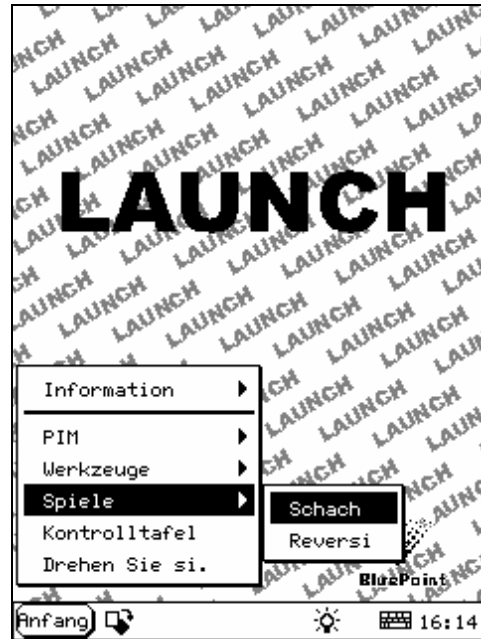 LAUNCH
Information
PIM
Werkzeuge
Spiele
Kontrolltafel
Drehen Sie si.
Schach
Reversi
BluePoint
Anfang
16:14